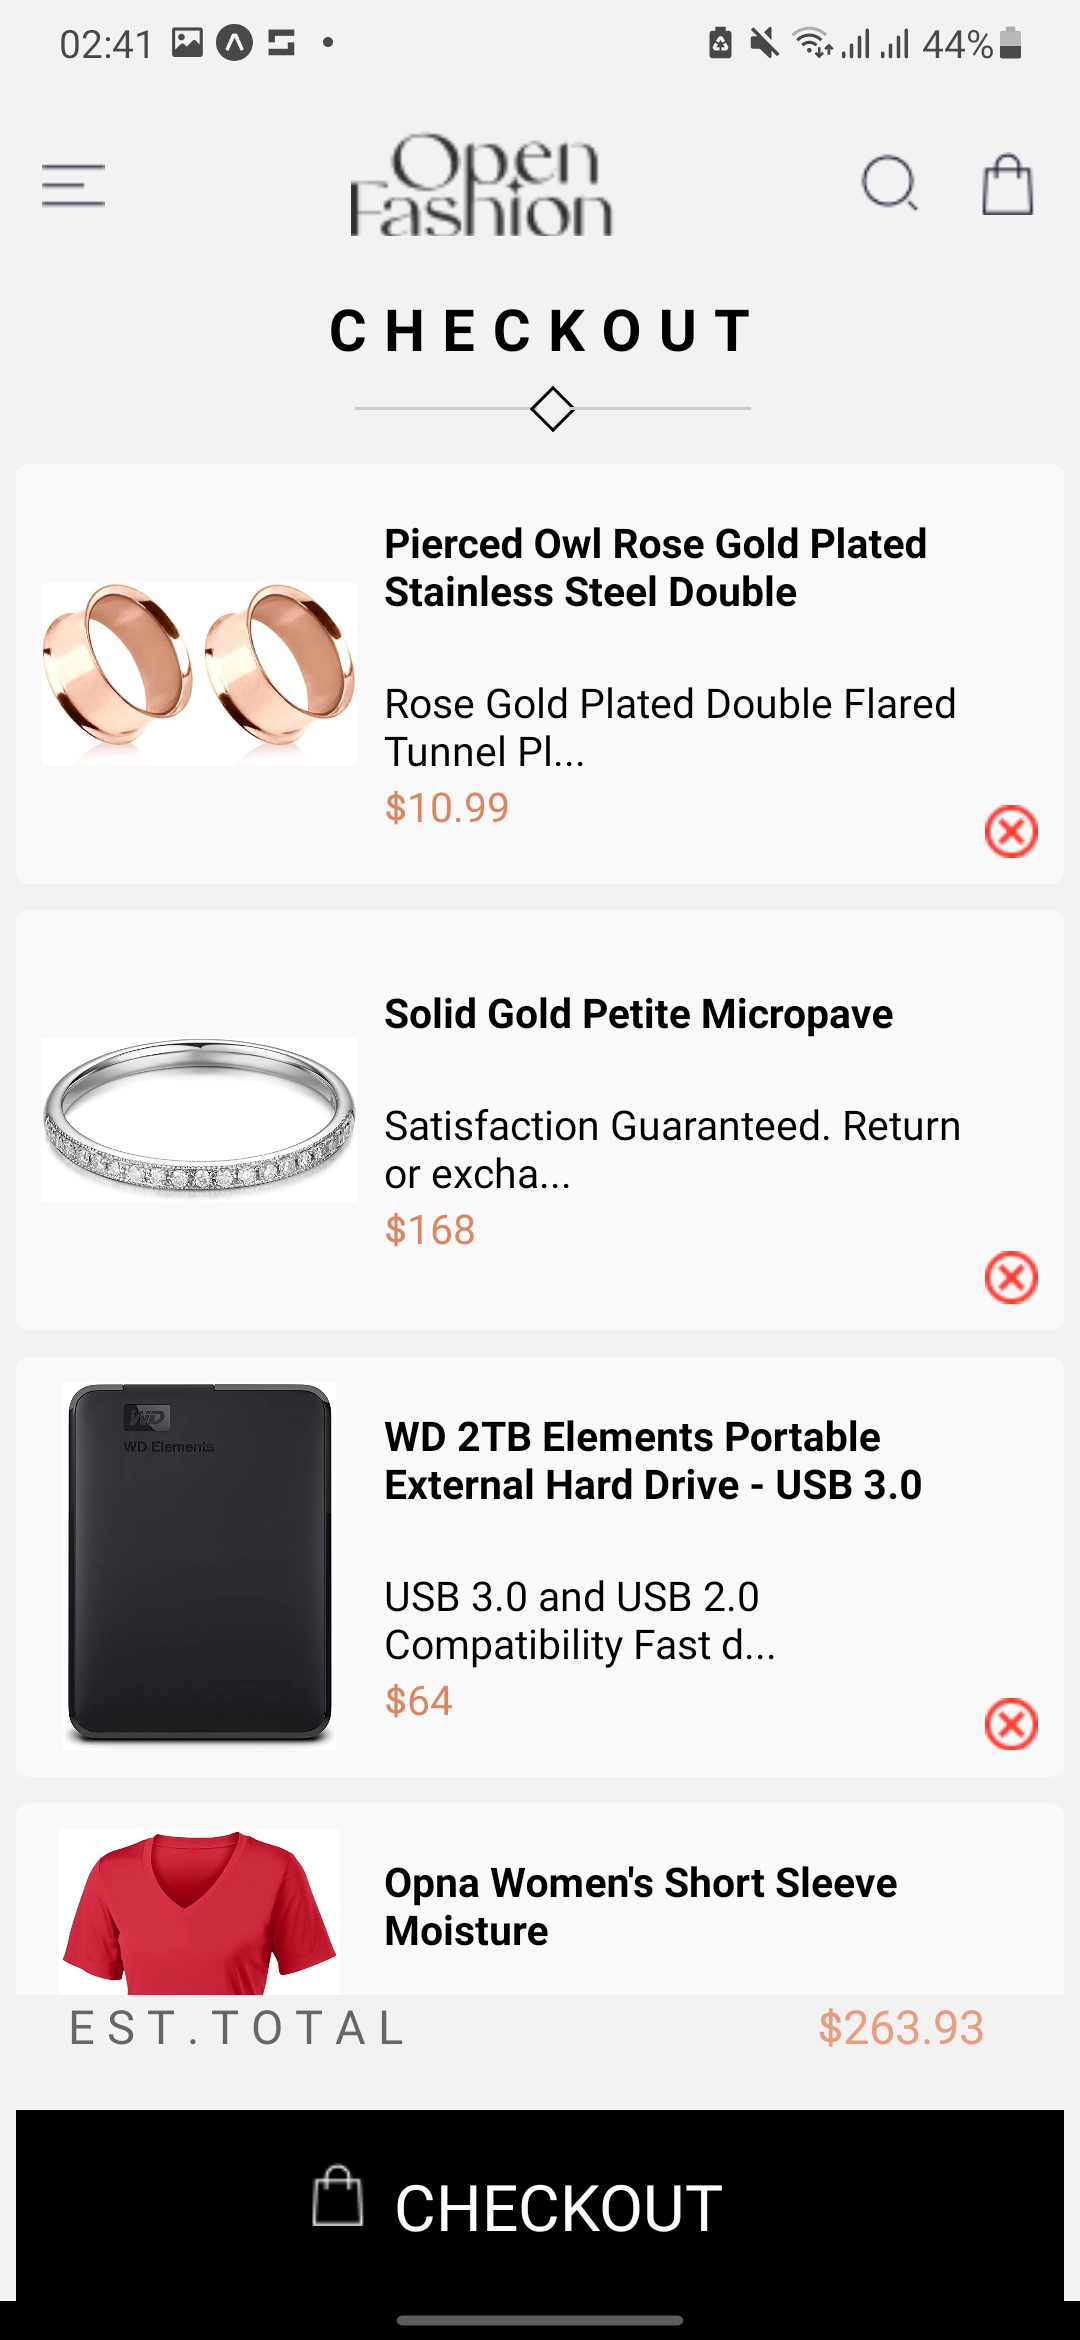 02:41
44%
Open
Fashion
CHECKOUT
Pierced Owl Rose Gold Plated
Stainless Steel Double
Rose Gold Plated Double Flared
Tunnel Pl...
$10.99
Solid Gold Petite Micropave
Satisfaction Guaranteed. Return
or excha...
$168
WD
WD Elements
WD 2TB Elements Portable
External Hard Drive - USB 3.0
USB 3.0 and USB 2.0
Compatibility Fast d...
$64
Opna Women's Short Sleeve
Moisture
EST.TOTAL
$263.93
CHECKOUT